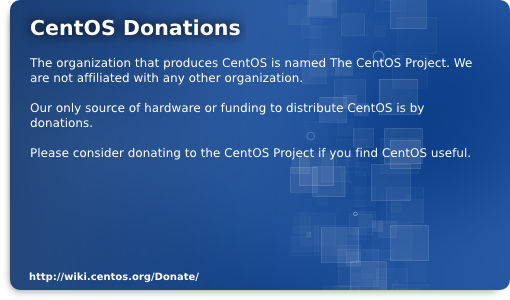 CentOS Donations
The organization that produces CentOS is named The CentOS Project. We
are not affiliated with any other organization.
Our only source of hardware or funding to distribute CentOS is by
donations.
Please consider donating to the CentOS Project if you find CentOS useful.
http://wiki.centos.org/Donate/